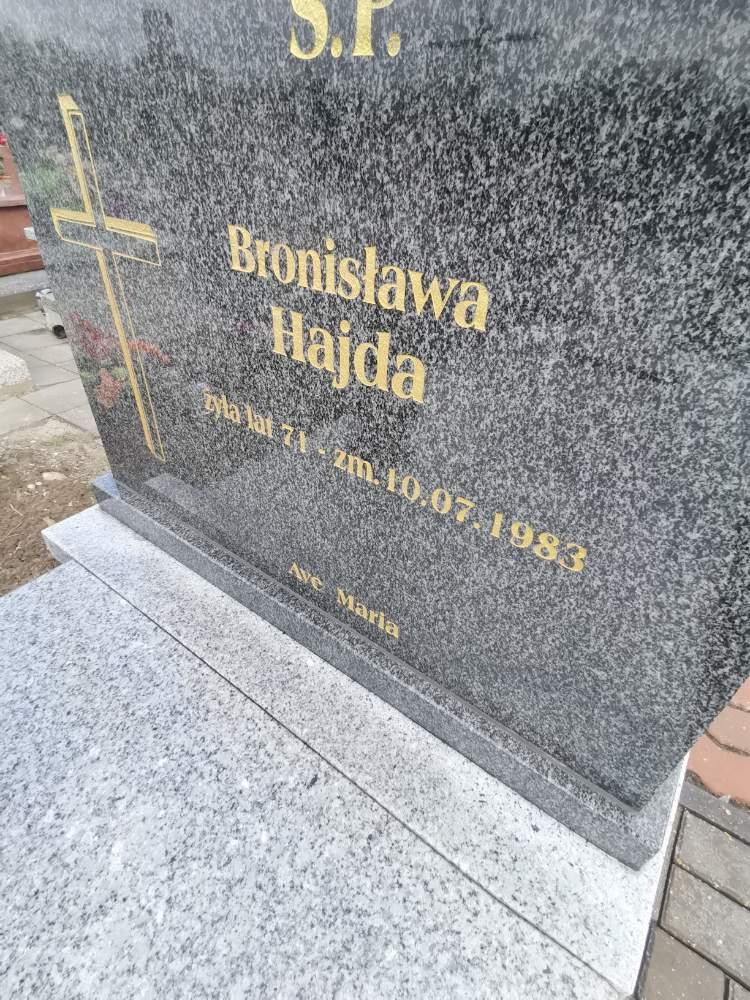 Ś.P.
Bronisława
Hajda
żyła lat 71 - zm. 10.07.1983
Ave Maria